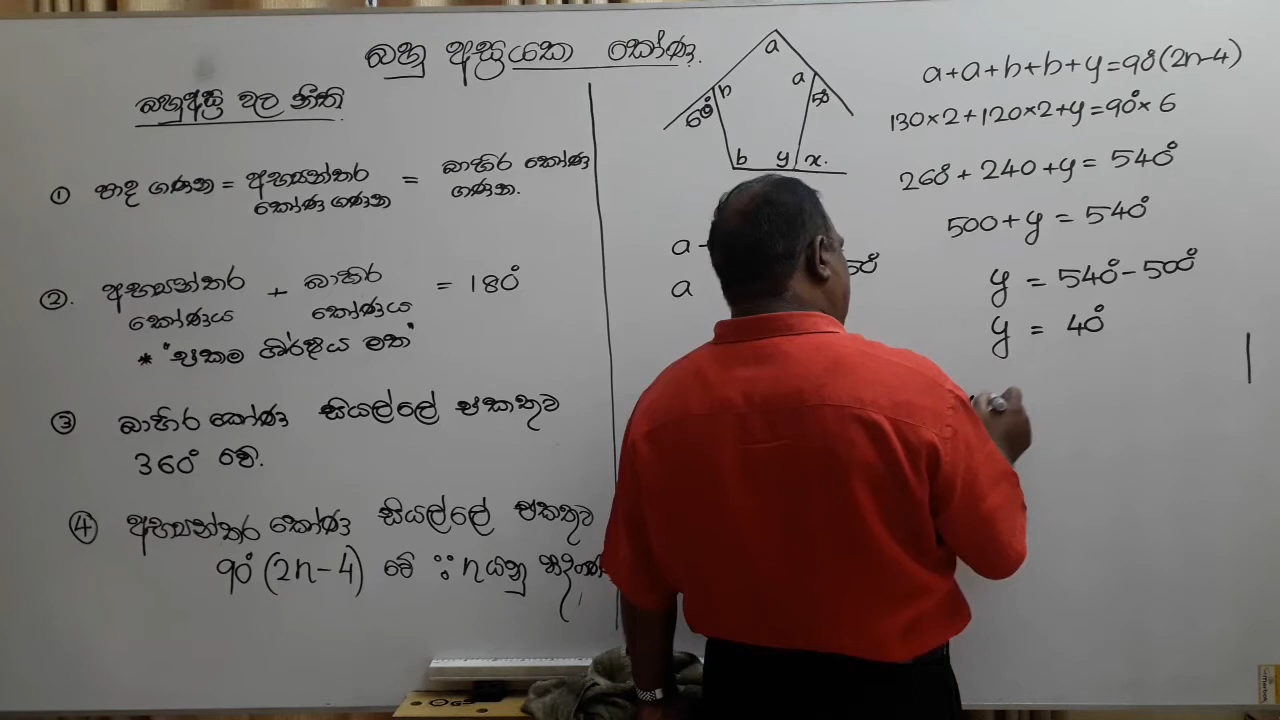 බහු අස්‍රයක කෝණ.
බහුඅස්‍ර වල නීති
① පාද ගණන = අභ්‍යන්තර කෝණ ගණන = බාහිර කෝණ ගණන.
②. අභ්‍යන්තර කෝණය + බාහිර කෝණය = 180°
* "එකම ශීර්ෂය මත"
③ බාහිර කෝණ සියල්ලේ එකතුව
360° වේ.
④ අභ්‍යන්තර කෝණ සියල්ලේ එකතුව
90° (2n-4) වේ ∵ n යනු
a
a
b
60°
50
b y x.
a
50°
a
a+a+b+b+y=90°(2n-4)
130×2+120×2+y=90°×6
260+240+y = 540°
500+y = 540°
y = 540°-500°
y = 40°